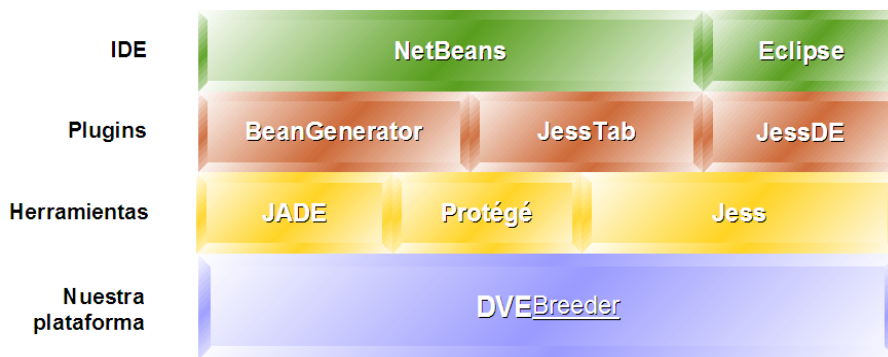 IDE
NetBeans
Eclipse
Plugins
BeanGenerator
JessTab
JessDE
Herramientas
JADE
Protégé
Jess
Nuestra
plataforma
DVEBreeder